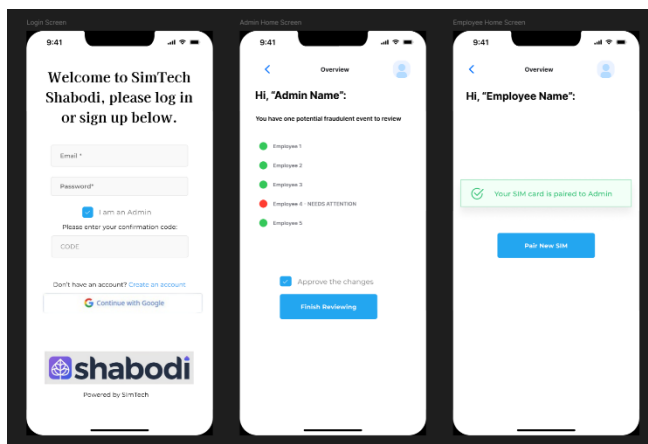 Login Screen
9:41
Welcome to SimTech
Shabodi, please log in
or sign up below.
Email *
Password*
I am an Admin
Please enter your confirmation code:
CODE
Don't have an account? Create an account
Continue with Google
shabodi
Powered by SimTech
Admin Home Screen
9:41
Overview
Hi, "Admin Name":
You have one potential fraudulent event to review
Employee 1
Employee 2
Employee 3
Employee 4 - NEEDS ATTENTION
Employee 5
Approve the changes
Finish Reviewing
Employee Home Screen
9:41
Overview
Hi, "Employee Name":
Your SIM card is paired to Admin
Pair New SIM